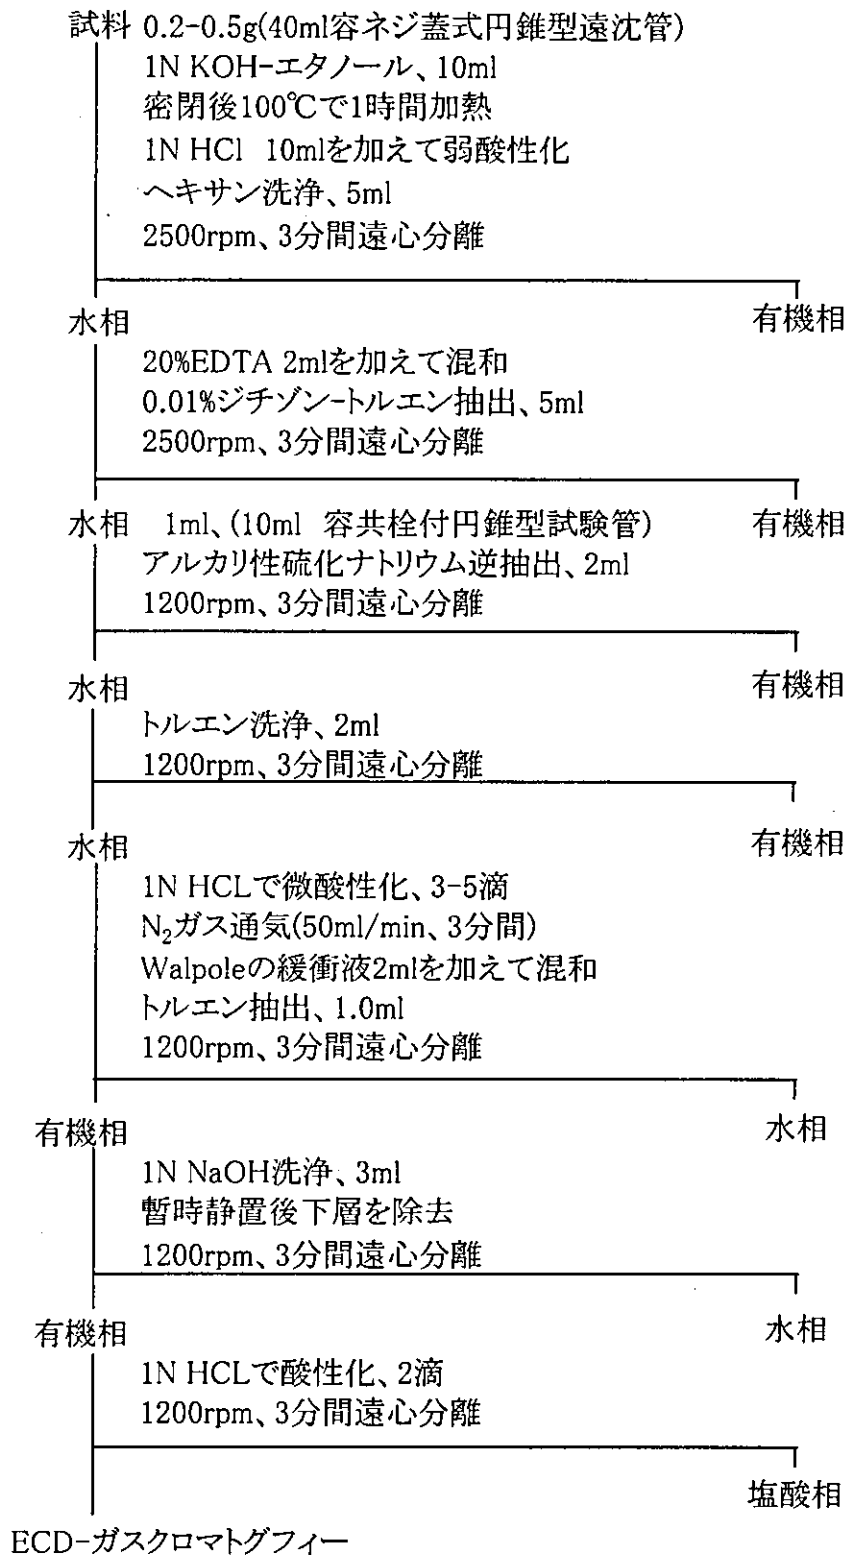 試料 0.2-0.5g(40ml容ネジ蓋式円錐型遠沈管)
1N KOH-エタノール、10ml
密閉後100℃で1時間加熱
1N HCl 10mlを加えて弱酸性化
ヘキサン洗浄、5ml
2500rpm、3分間遠心分離
水相 有機相
20%EDTA 2mlを加えて混和
0.01%ジチゾン-トルエン抽出、5ml
2500rpm、3分間遠心分離
水相 1ml、(10ml 容共栓付円錐型試験管) 有機相
アルカリ性硫化ナトリウム逆抽出、2ml
1200rpm、3分間遠心分離
水相 有機相
トルエン洗浄、2ml
1200rpm、3分間遠心分離
水相 有機相
1N HCLで微酸性化、3-5滴
N₂ガス通気(50ml/min、3分間)
Walpoleの緩衝液2mlを加えて混和
トルエン抽出、1.0ml
1200rpm、3分間遠心分離
有機相 水相
1N NaOH洗浄、3ml
暫時静置後下層を除去
1200rpm、3分間遠心分離
有機相 水相
1N HCLで酸性化、2滴
1200rpm、3分間遠心分離
塩酸相
ECD-ガスクロマトグフィー